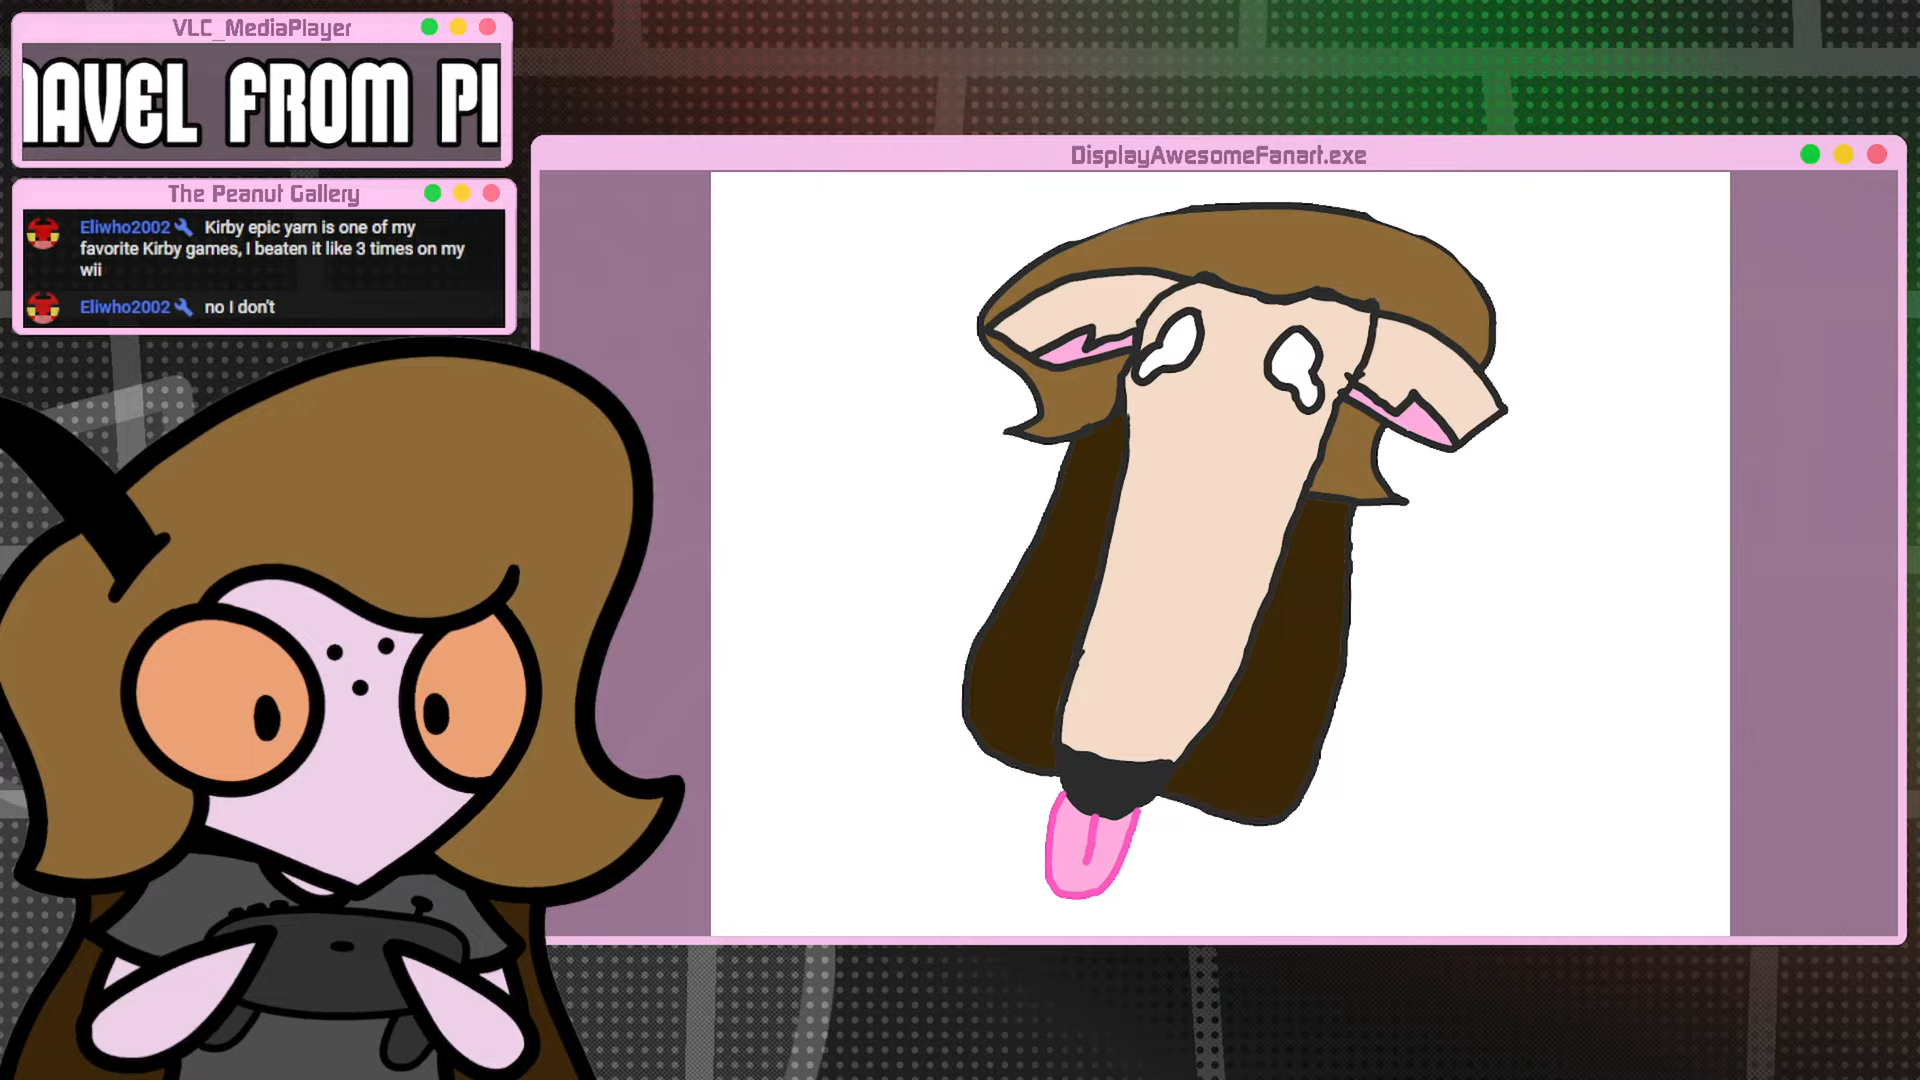 VLC_MediaPlayer
NAVEL FROM PI
The Peanut Gallery
Eliwho2002 Kirby epic yarn is one of my
favorite Kirby games, I beaten it like 3 times on my
wii
Eliwho2002 no I don't
DisplayAwesomeFanart.exe